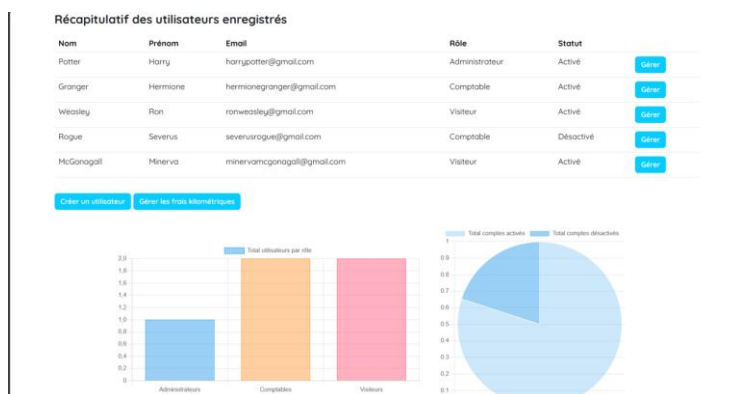 Récapitulatif des utilisateurs enregistrés
Nom Prénom Email Rôle Statut
Potter Harry harrypotter@gmail.com Administrateur Activé Gérer
Granger Hermione hermionegranger@gmail.com Comptable Activé Gérer
Weasley Ron ronweasley@gmail.com Visiteur Activé Gérer
Rogue Severus severusrogue@gmail.com Comptable Désactivé Gérer
McGonagall Minerva minervamcgonagall@gmail.com Visiteur Activé Gérer
Créer un utilisateur Gérer les frais kilométriques
Total utilisateurs par rôle
2,0
1,8
1,6
1,4
1,2
1,0
0,8
0,6
0,4
0,2
0
Administrateurs Comptables Visiteurs
Total comptes activés Total comptes désactivés
1
0.9
0.8
0.7
0.6
0.5
0.4
0.3
0.2
0.1